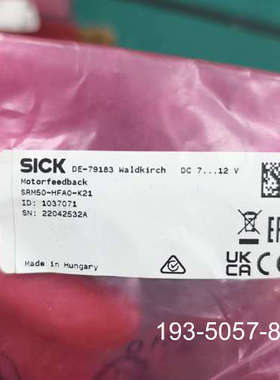 SICK DE-79183 Waldkirch DC 7...12 V
Motorfeedback
SRM50-HFA0-K21
ID: 1037071
SN: 22042532A
UK
CA
Made in Hungary
193-5057-8